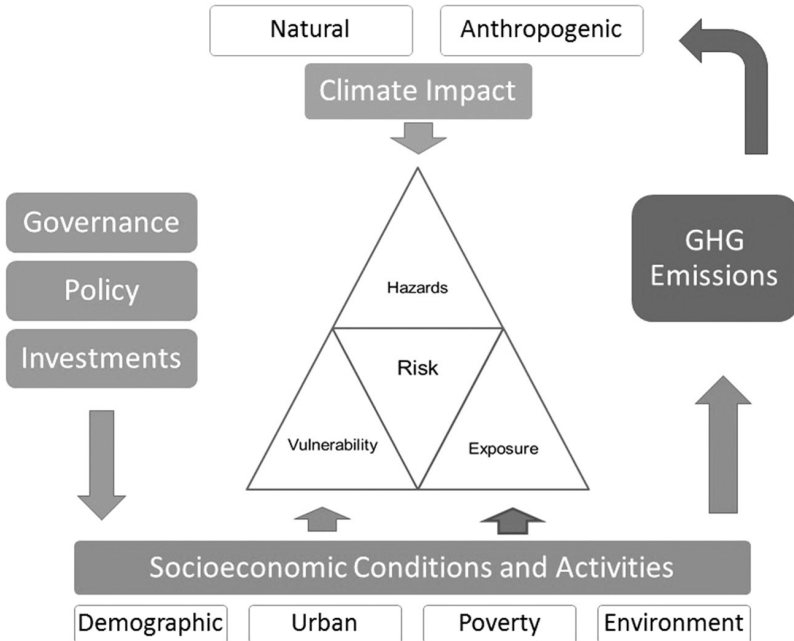 Natural
Anthropogenic
Climate Impact
Governance
Policy
Investments
GHG
Emissions
Hazards
Risk
Vulnerability
Exposure
Socioeconomic Conditions and Activities
Demographic
Urban
Poverty
Environment